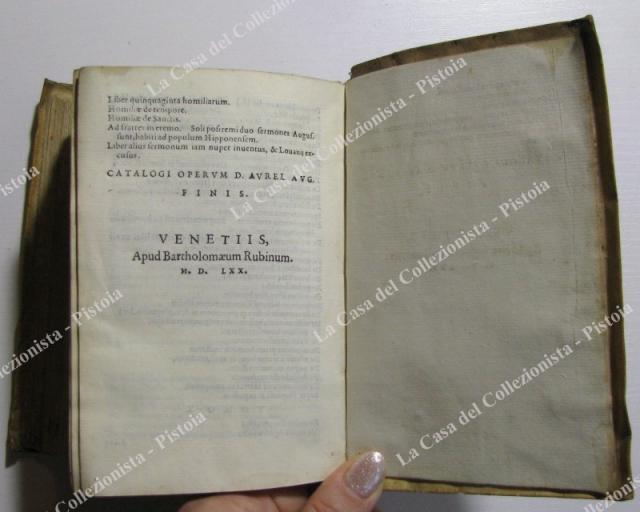 Liber quinquaginta homiliarum.
Homiliæ de tempore.
Homiliæ de Sanctis.
Ad fratres in eremo. Soli postremi duo sermones Augus-
sunt, habiti ad populum Hipponensem.
Liber alius sermonum iam nuper inuentus, & Louanij ex-
cusus.
CATALOGI OPERVM D. AVREL AVG.
FINIS.
VENETIIS,
Apud Bartholomæum Rubinum.
M. D. LXX.
La Casa del Collezionista - Pistoia
La Casa del Collezionista - Pistoia
La Casa del Collezionista - Pistoia
La Casa del Collezionista - Pistoia
Collezionista - Pistoia
Pistoia